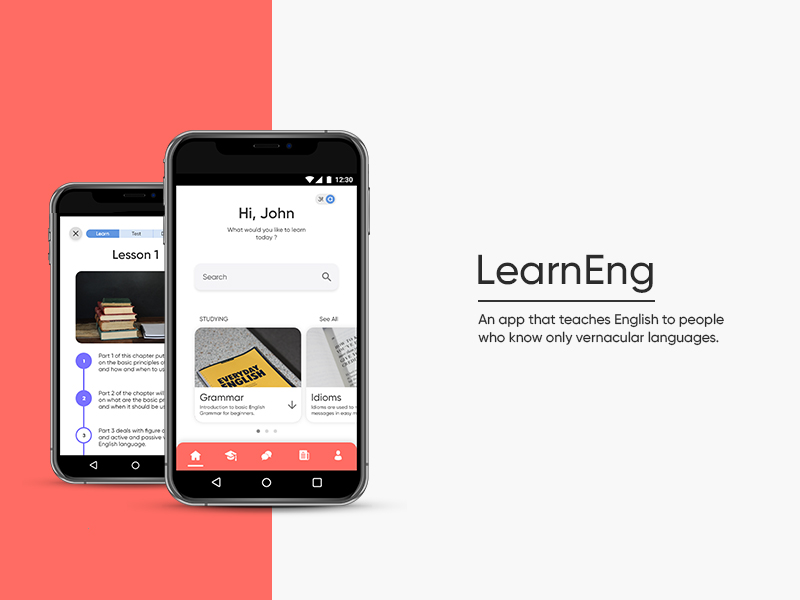 Learn
Test
Lesson 1
Part 1 of this chapter
on the basic principles
and how and when to
Part 2 of the chapter will
on what are the basic
and when it should be
Part 3 deals with figure
and active and passive
English language.
1
2
3
12:30
Hi, John
What would you like to learn
today ?
Search
STUDYING
See All
EVERYDAY
ENGLISH
Grammar
Introduction to basic English
Grammar for beginners.
Idioms
Idioms are used to
messages in easy
LearnEng
An app that teaches English to people
who know only vernacular languages.